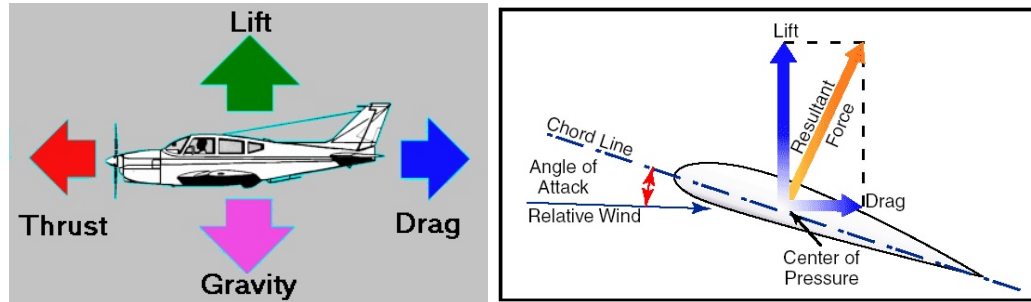 Lift
Thrust
Drag
Gravity
Lift
Resultant
Force
Chord Line
Angle of
Attack
Relative Wind
Drag
Center of
Pressure